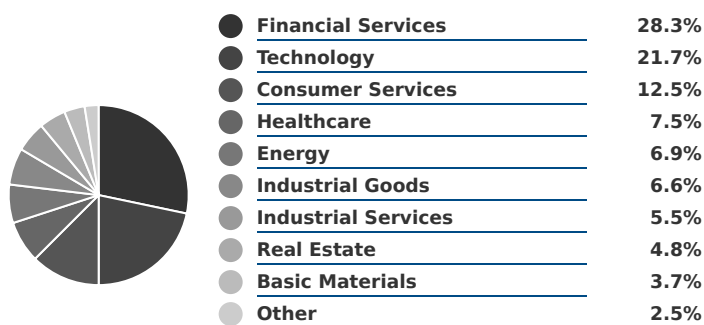 Financial Services 28.3%
Technology 21.7%
Consumer Services 12.5%
Healthcare 7.5%
Energy 6.9%
Industrial Goods 6.6%
Industrial Services 5.5%
Real Estate 4.8%
Basic Materials 3.7%
Other 2.5%